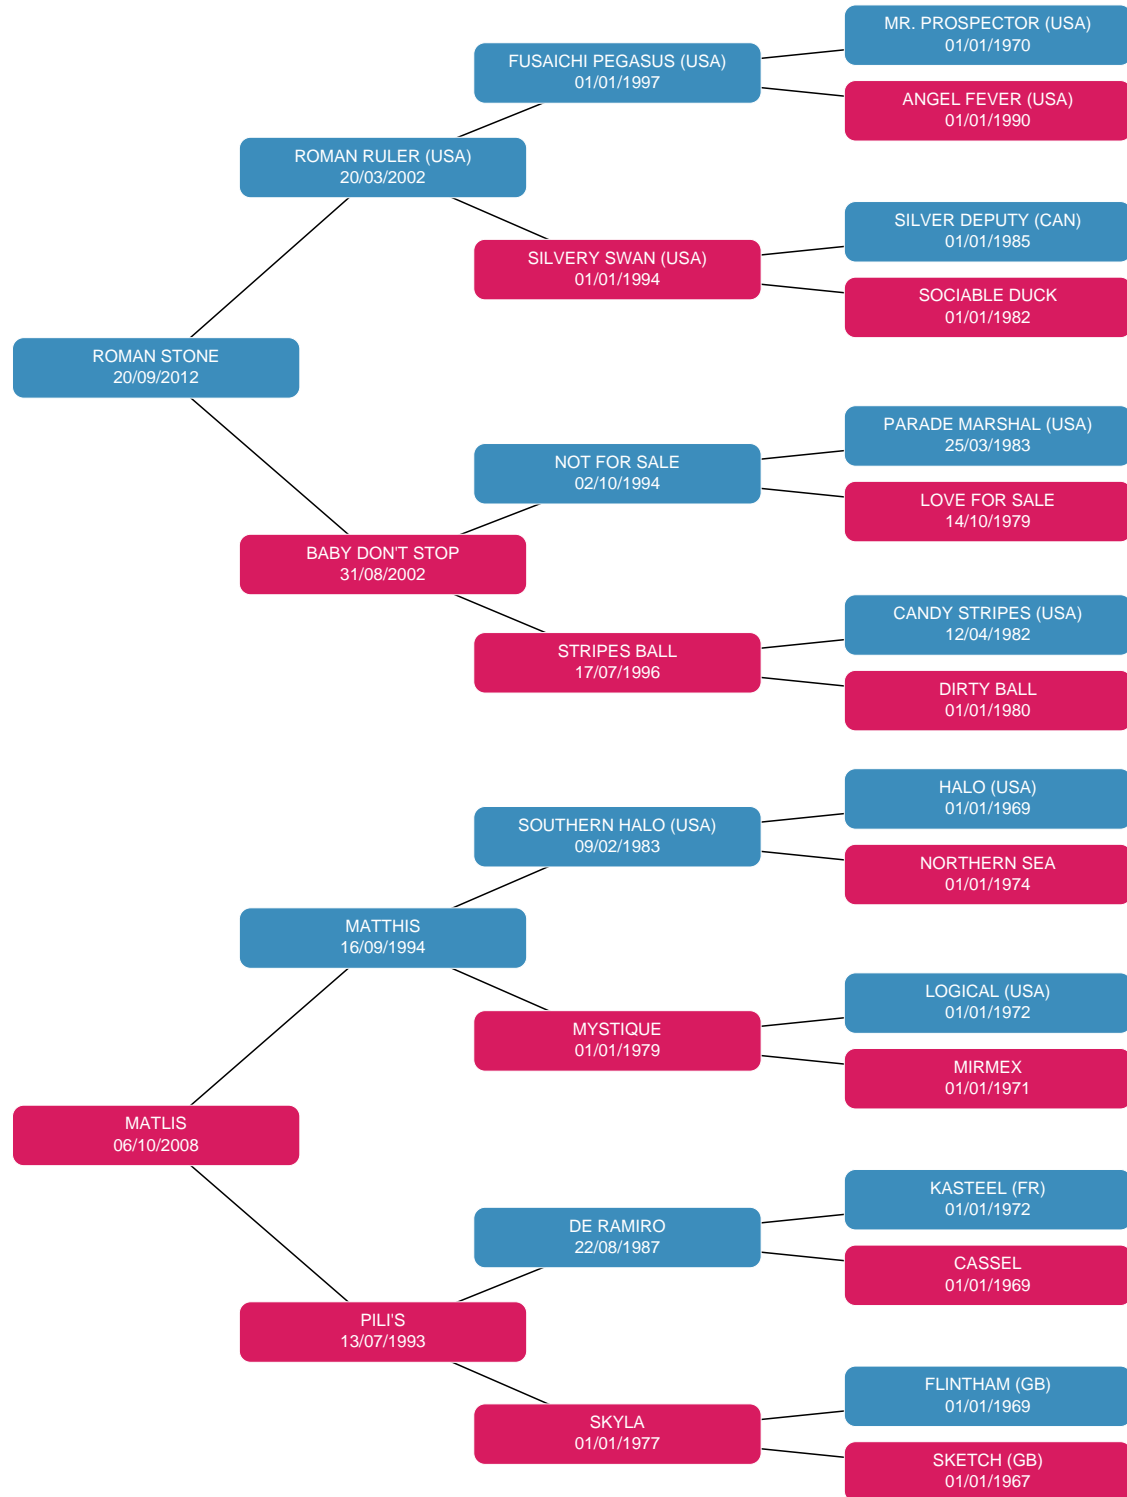 MR. PROSPECTOR (USA)
01/01/1970
FUSAICHI PEGASUS (USA)
01/01/1997
ANGEL FEVER (USA)
01/01/1990
ROMAN RULER (USA)
20/03/2002
SILVER DEPUTY (CAN)
01/01/1985
SILVERY SWAN (USA)
01/01/1994
SOCIABLE DUCK
01/01/1982
ROMAN STONE
20/09/2012
PARADE MARSHAL (USA)
25/03/1983
NOT FOR SALE
02/10/1994
LOVE FOR SALE
14/10/1979
BABY DON'T STOP
31/08/2002
CANDY STRIPES (USA)
12/04/1982
STRIPES BALL
17/07/1996
DIRTY BALL
01/01/1980
HALO (USA)
01/01/1969
SOUTHERN HALO (USA)
09/02/1983
NORTHERN SEA
01/01/1974
MATTHIS
16/09/1994
LOGICAL (USA)
01/01/1972
MYSTIQUE
01/01/1979
MIRMEX
01/01/1971
MATLIS
06/10/2008
KASTEEL (FR)
01/01/1972
DE RAMIRO
22/08/1987
CASSEL
01/01/1969
PILI'S
13/07/1993
FLINTHAM (GB)
01/01/1969
SKYLA
01/01/1977
SKETCH (GB)
01/01/1967